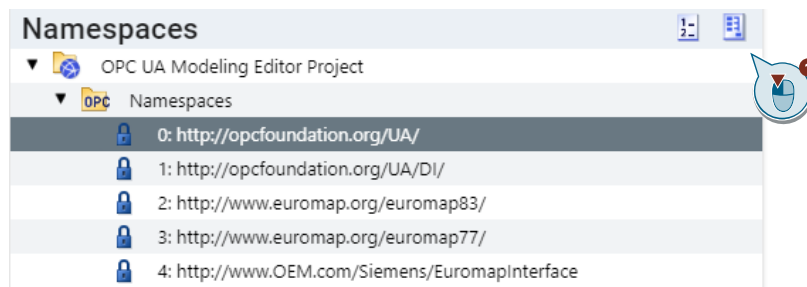 Namespaces
OPC UA Modeling Editor Project
OPC Namespaces
0: http://opcfoundation.org/UA/
1: http://opcfoundation.org/UA/DI/
2: http://www.euromap.org/euromap83/
3: http://www.euromap.org/euromap77/
4: http://www.OEM.com/Siemens/EuromapInterface